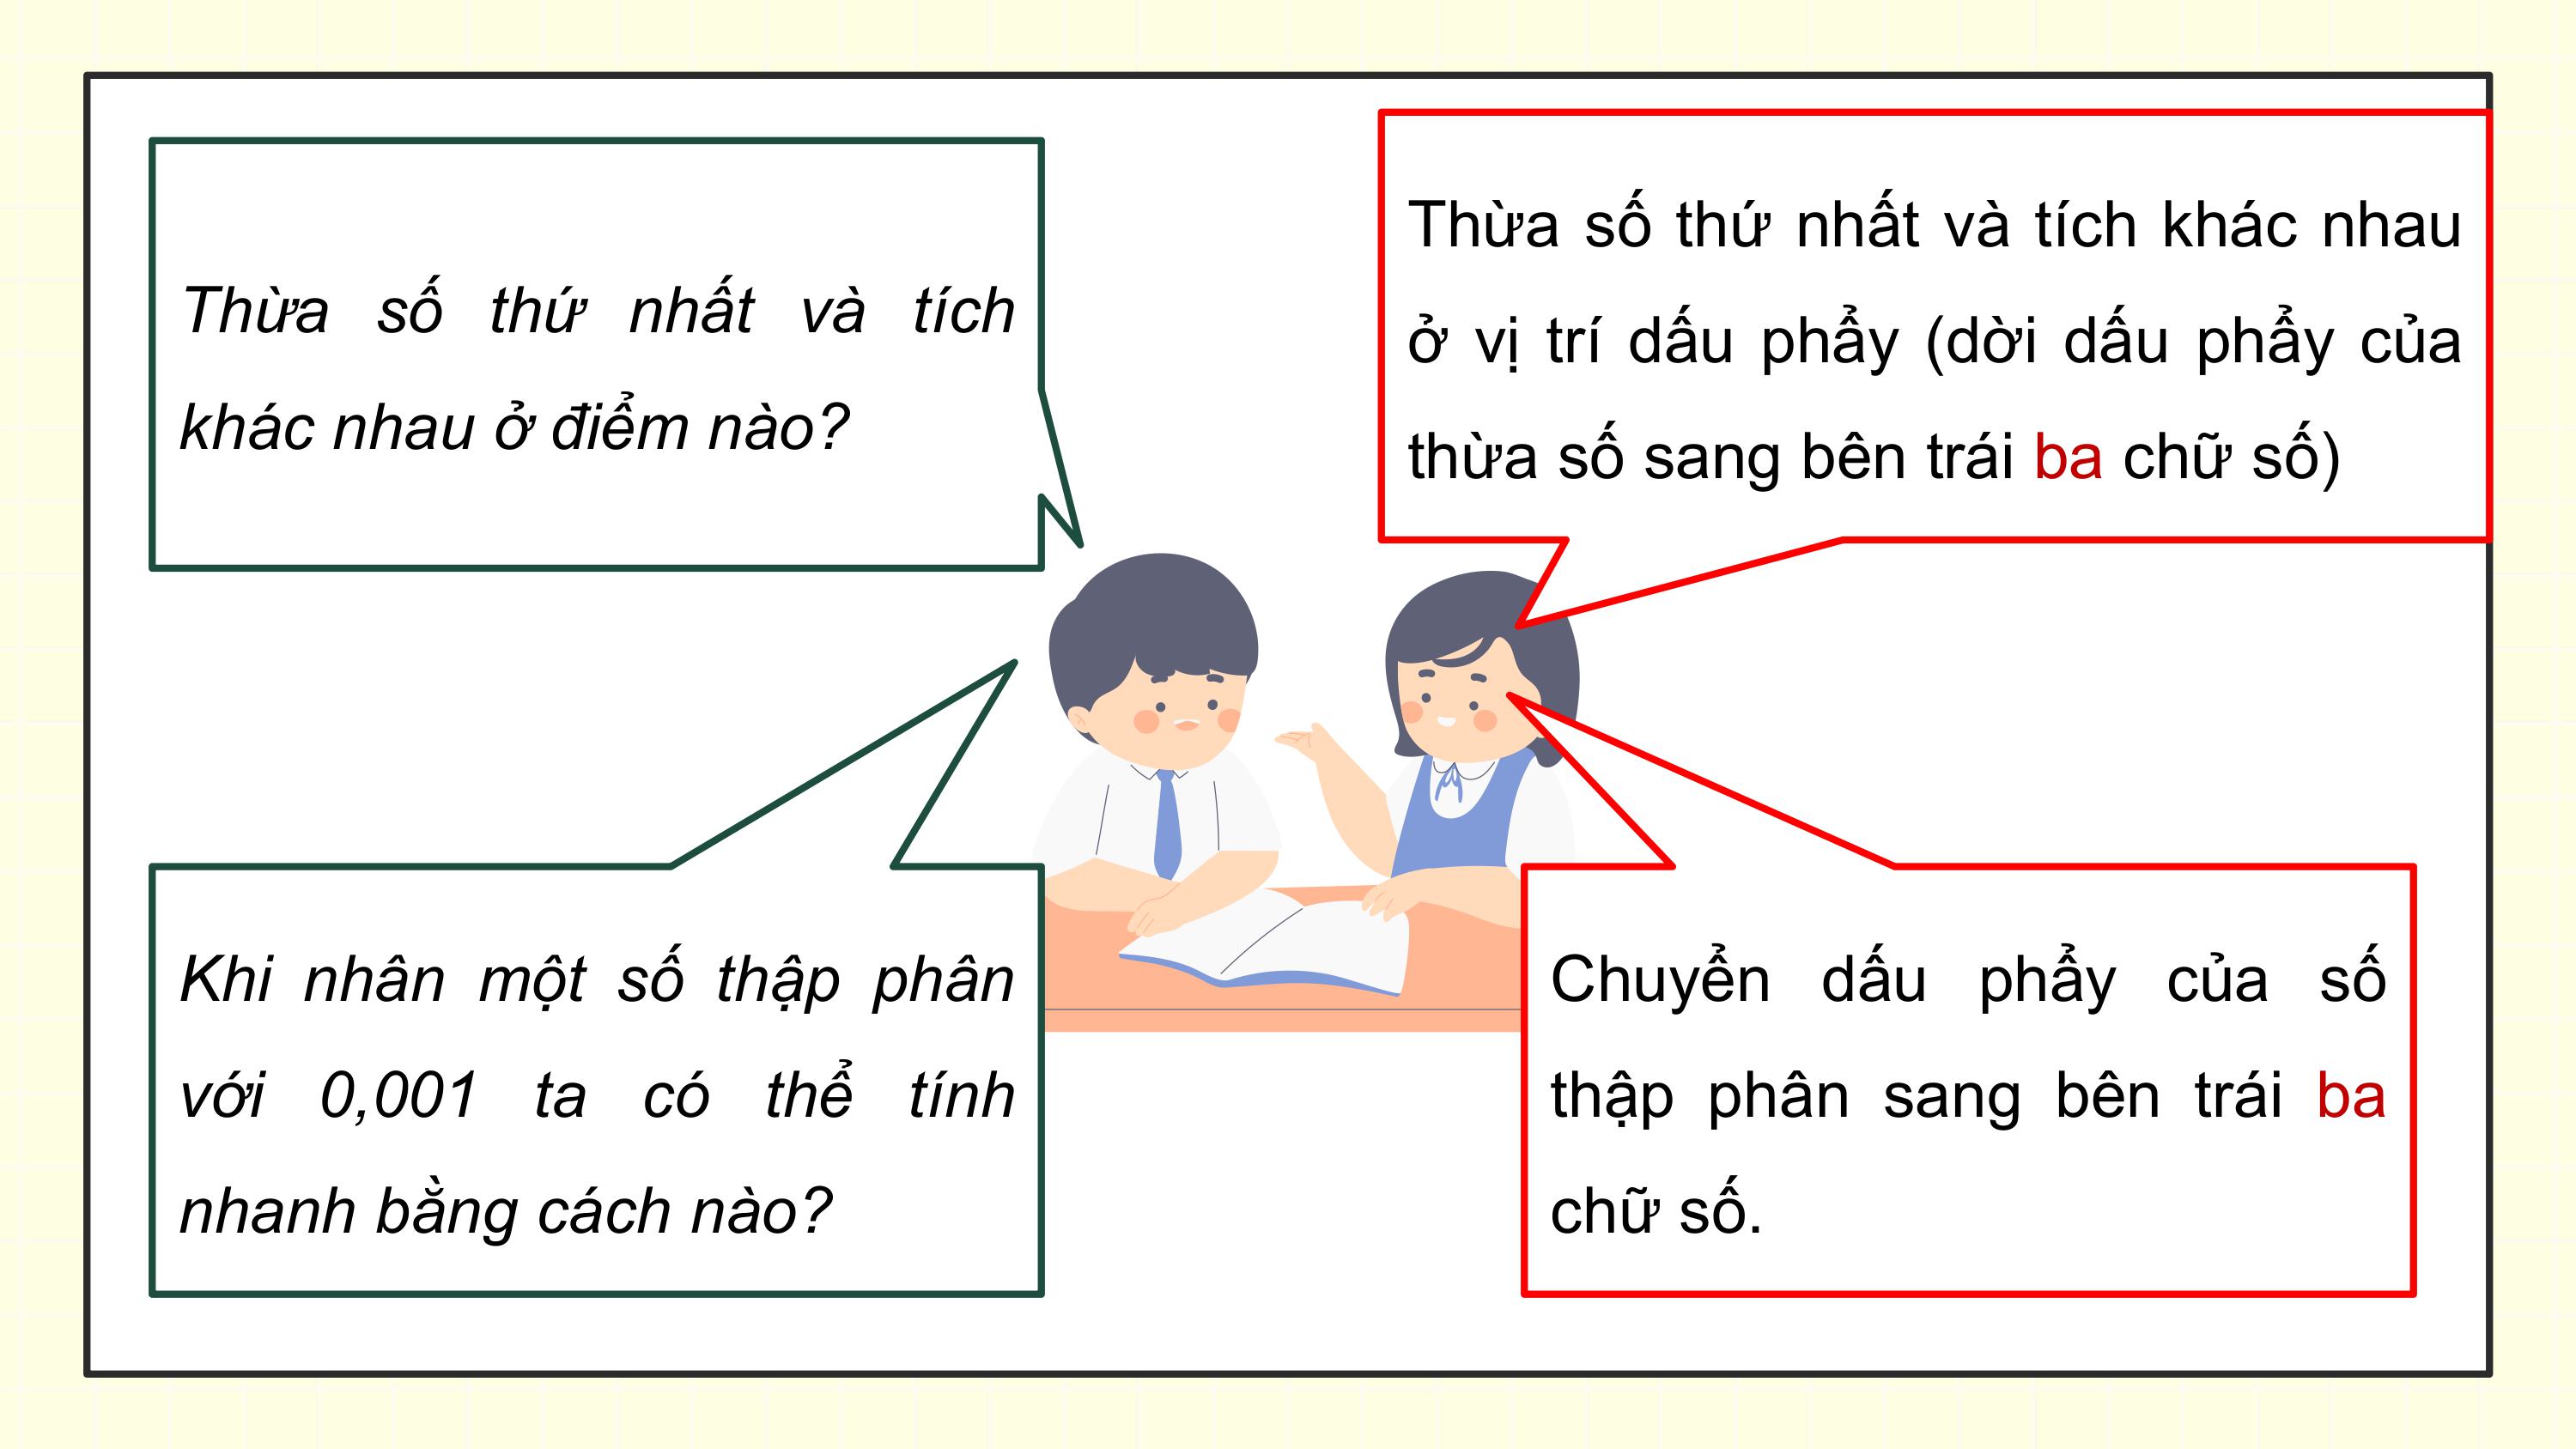 Thừa số thứ nhất và tích
khác nhau ở điểm nào?
Thừa số thứ nhất và tích khác nhau
ở vị trí dấu phẩy (dời dấu phẩy của
thừa số sang bên trái ba chữ số)
Khi nhân một số thập phân
với 0,001 ta có thể tính
nhanh bằng cách nào?
Chuyển dấu phẩy của số
thập phân sang bên trái ba
chữ số.